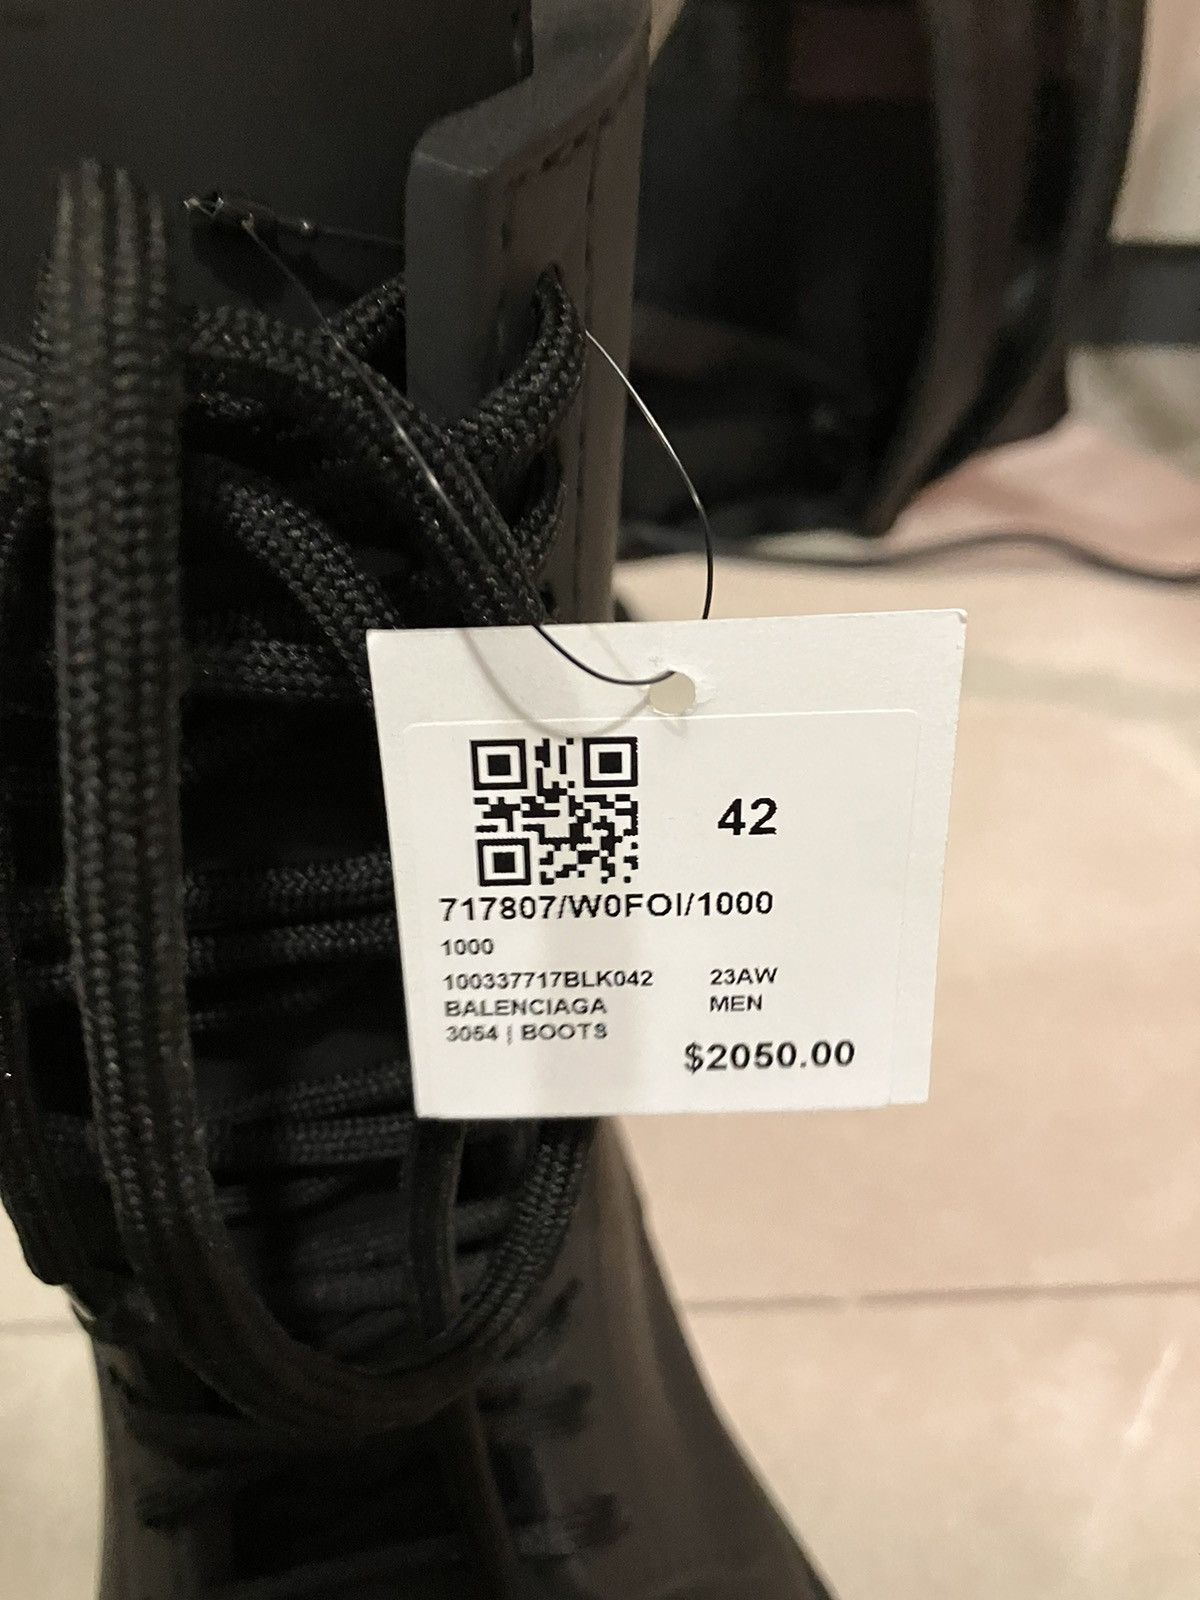 42
717807/W0FOI/1000
1000
100337717BLK042 23AW
BALENCIAGA MEN
3054 | BOOTS
$2050.00